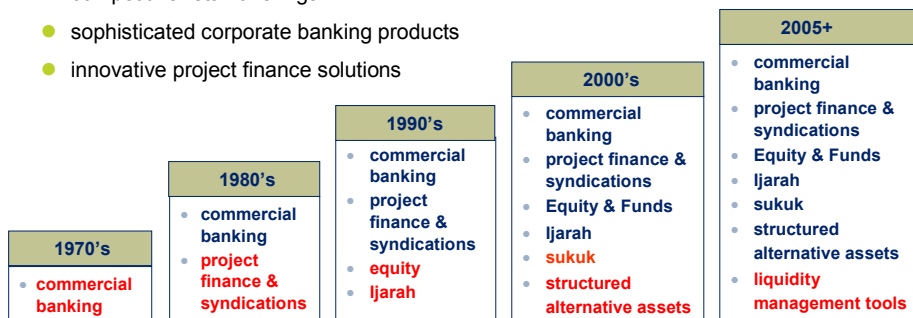 sophisticated corporate banking products
innovative project finance solutions
1970's
commercial
banking
1980's
commercial
banking
project
finance &
syndications
1990's
commercial
banking
project
finance &
syndications
equity
Ijarah
2000's
commercial
banking
project finance &
syndications
Equity & Funds
Ijarah
sukuk
structured
alternative assets
2005+
commercial
banking
project finance &
syndications
Equity & Funds
Ijarah
sukuk
structured
alternative assets
liquidity
management tools